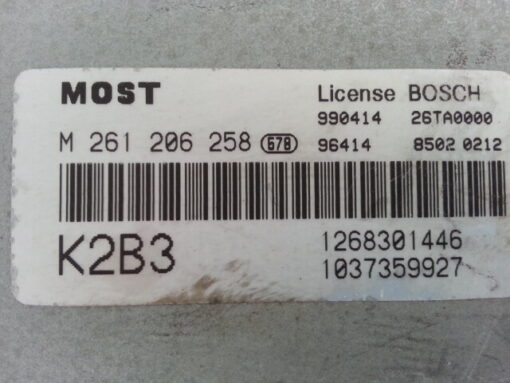 MOST License BOSCH
990414 26TA0000
M 261 206 258 678 96414 8502 0212
K2B3 1268301446
1037359927